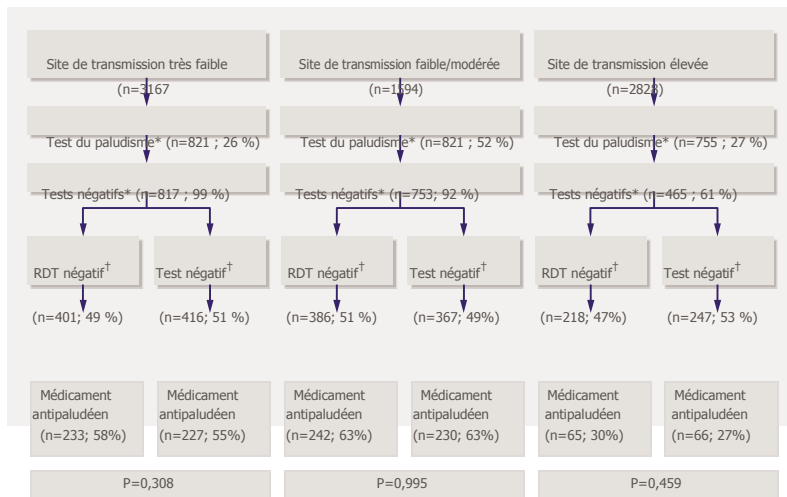 Site de transmission très faible
(n=3167
Site de transmission faible/modérée
(n=1594)
Site de transmission élevée
(n=2828)
Test du paludisme* (n=821 ; 26 %)
Test du paludisme* (n=821 ; 52 %)
Test du paludisme* (n=755 ; 27 %)
Tests négatifs* (n=817 ; 99 %)
Tests négatifs* (n=753; 92 %)
Tests négatifs* (n=465 ; 61 %)
RDT négatif†
Test négatif†
RDT négatif†
Test négatif†
RDT négatif†
Test négatif†
(n=401; 49 %)
(n=416; 51 %)
(n=386; 51 %)
(n=367; 49%)
(n=218; 47%)
(n=247; 53 %)
Médicament
antipaludéen
(n=233; 58%)
Médicament
antipaludéen
(n=227; 55%)
Médicament
antipaludéen
(n=242; 63%)
Médicament
antipaludéen
(n=230; 63%)
Médicament
antipaludéen
(n=65; 30%)
Médicament
antipaludéen
(n=66; 27%)
P=0,308
P=0,995
P=0,459